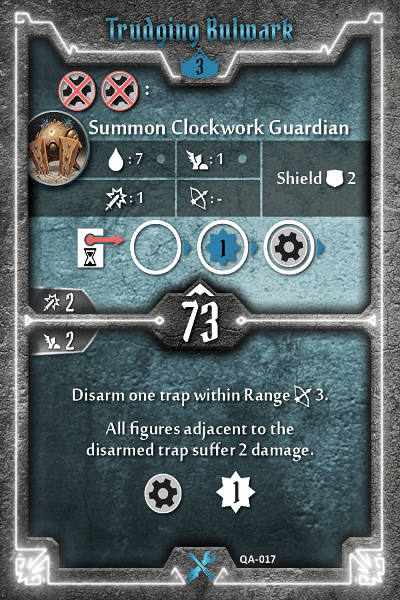 Trudging Bulwark
3
:
Summon Clockwork Guardian
: 7
: 1
Shield 2
: 1
: -
1
2
73
2
Disarm one trap within Range 3.
All figures adjacent to the
disarmed trap suffer 2 damage.
1
QA-017